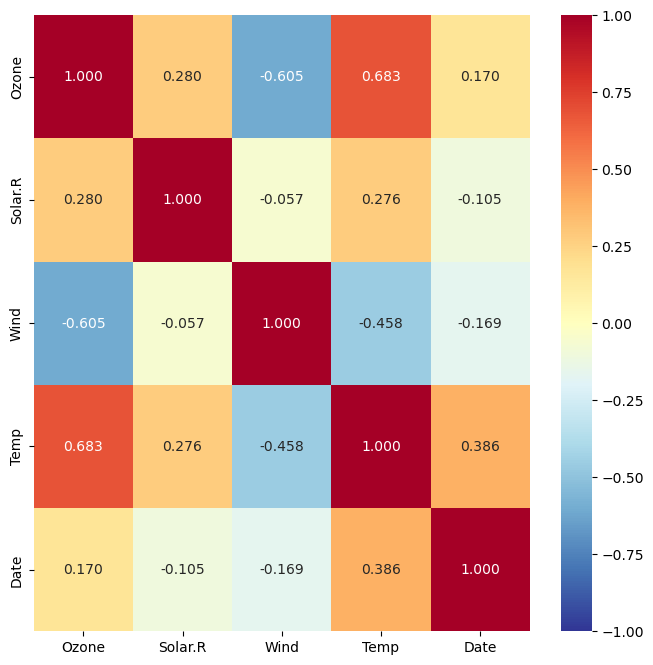 Ozone 1.000 0.280 -0.605 0.683 0.170
Solar.R 0.280 1.000 -0.057 0.276 -0.105
Wind -0.605 -0.057 1.000 -0.458 -0.169
Temp 0.683 0.276 -0.458 1.000 0.386
Date 0.170 -0.105 -0.169 0.386 1.000
Ozone Solar.R Wind Temp Date
1.00
0.75
0.50
0.25
0.00
−0.25
−0.50
−0.75
−1.00